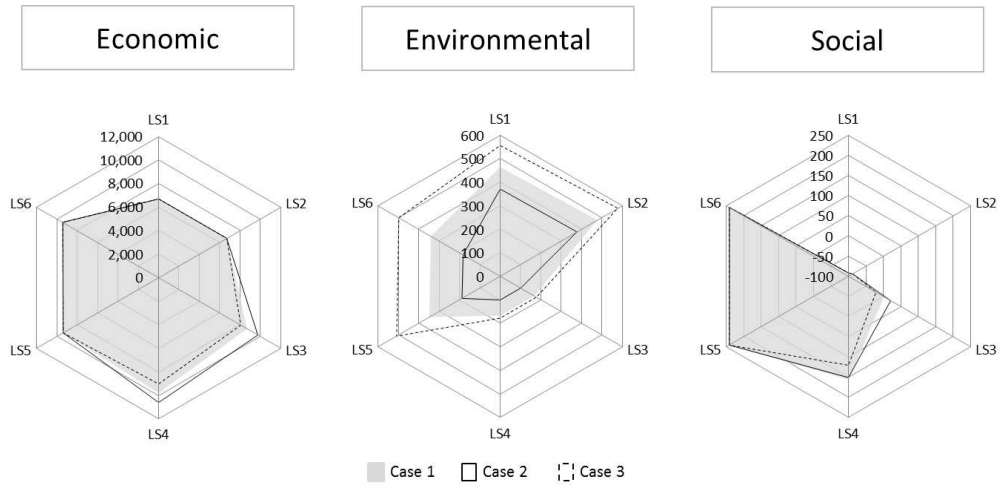 Economic
Environmental
Social
LS1
12,000
10,000
8,000
6,000
4,000
2,000
0
LS2
LS3
LS4
LS5
LS6
LS1
600
500
400
300
200
100
0
LS2
LS3
LS4
LS5
LS6
LS1
250
200
150
100
50
0
-50
-100
LS2
LS3
LS4
LS5
LS6
Case 1
Case 2
Case 3